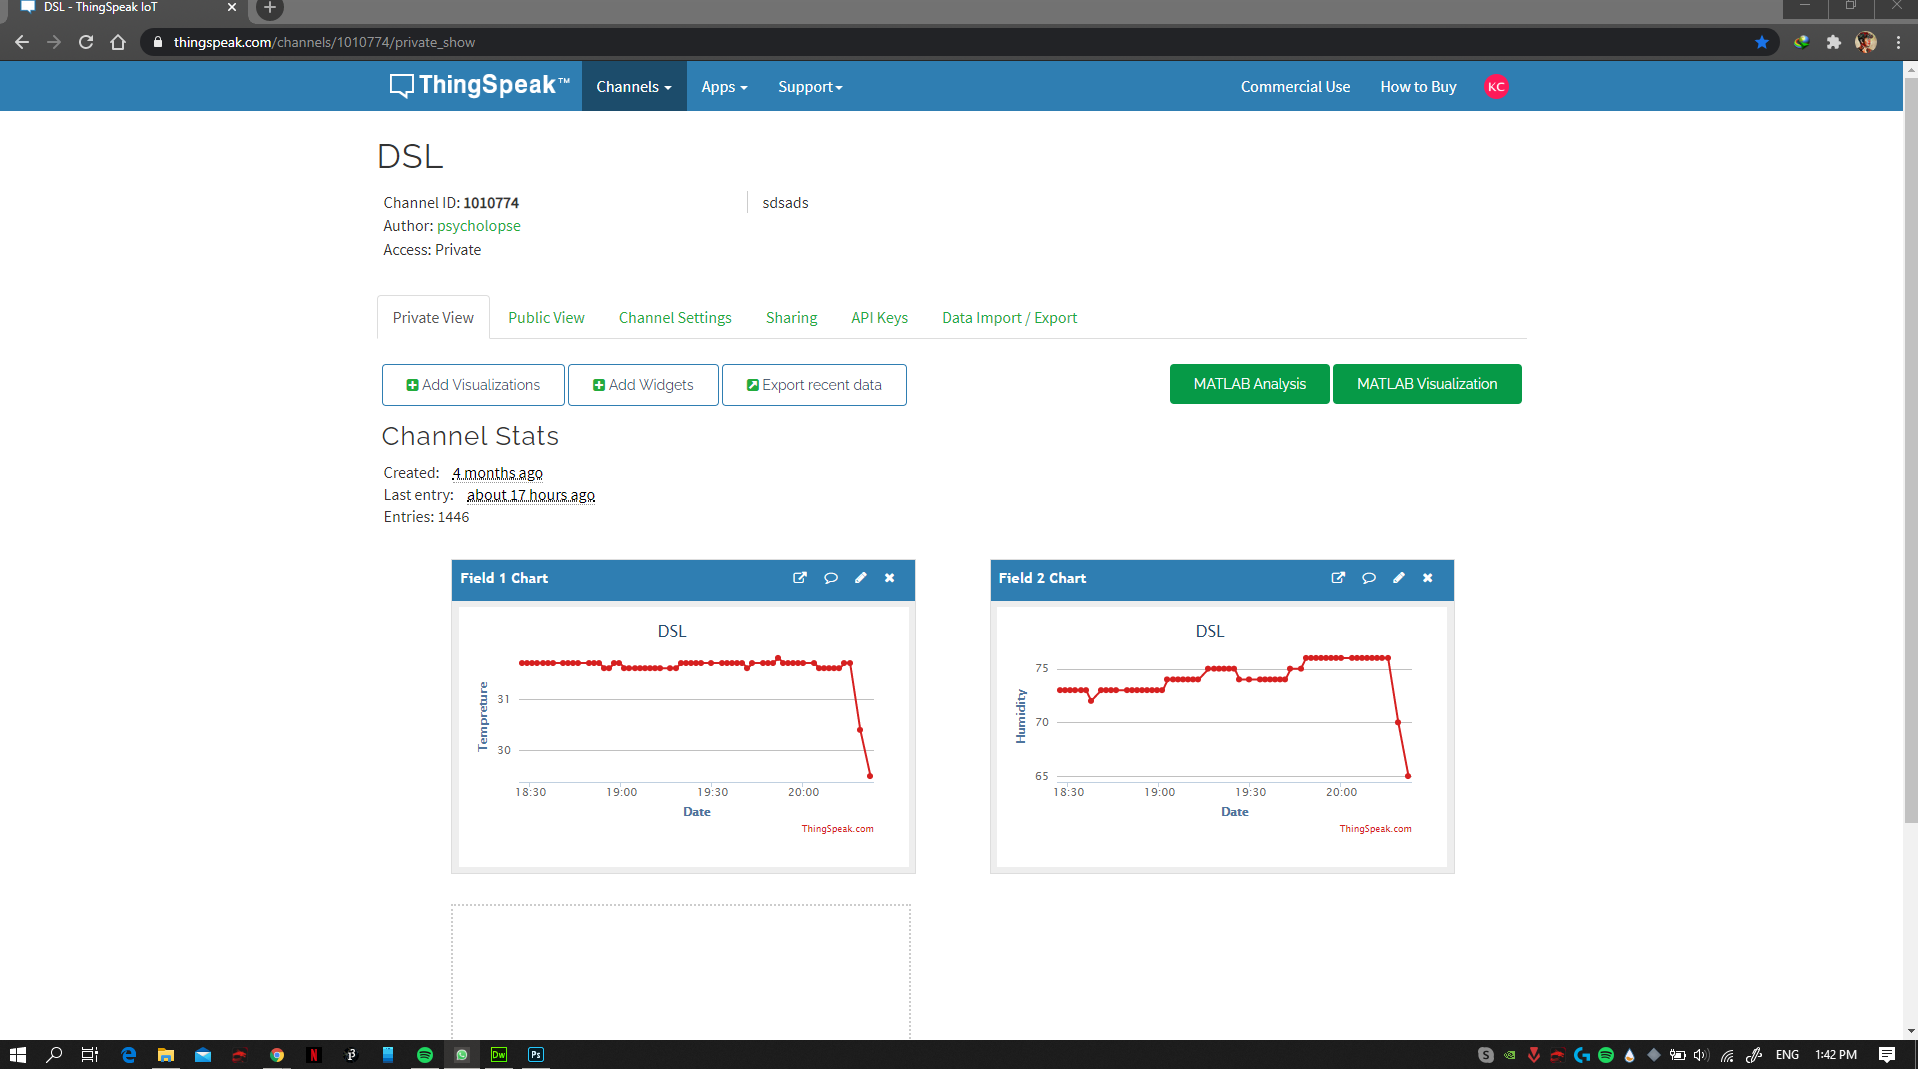 DSL - ThingSpeak IoT
thingspeak.com/channels/1010774/private_show
ThingSpeak™ Channels Apps Support Commercial Use How to Buy KC
DSL
Channel ID: 1010774
sdsads
Author: psycholopse
Access: Private
Private View Public View Channel Settings Sharing API Keys Data Import / Export
Add Visualizations Add Widgets Export recent data MATLAB Analysis MATLAB Visualization
Channel Stats
Created: 4 months ago
Last entry: about 17 hours ago
Entries: 1446
Field 1 Chart
DSL
Tempreture
31
30
18:30 19:00 19:30 20:00
Date
ThingSpeak.com
Field 2 Chart
DSL
Humidity
75
70
65
18:30 19:00 19:30 20:00
Date
ThingSpeak.com
N Dw Ps S ENG 1:42 PM